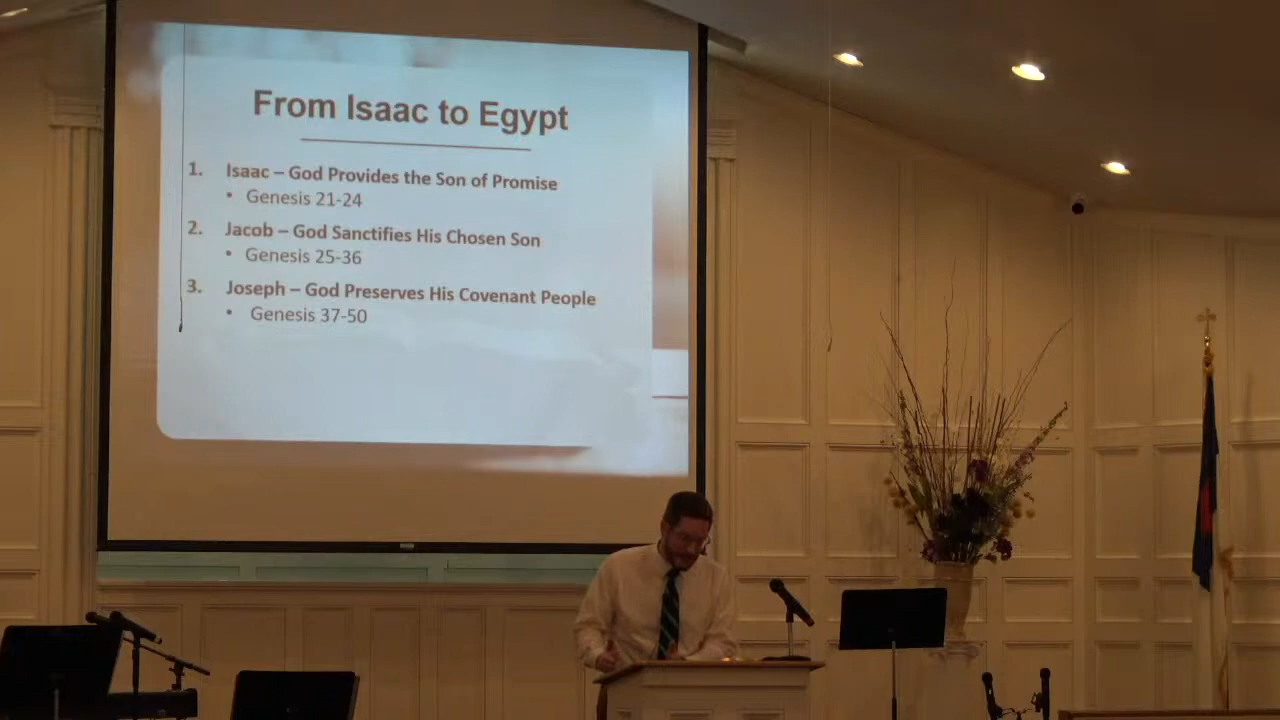 From Isaac to Egypt
1. Isaac – God Provides the Son of Promise
• Genesis 21-24
2. Jacob – God Sanctifies His Chosen Son
• Genesis 25-36
3. Joseph – God Preserves His Covenant People
• Genesis 37-50